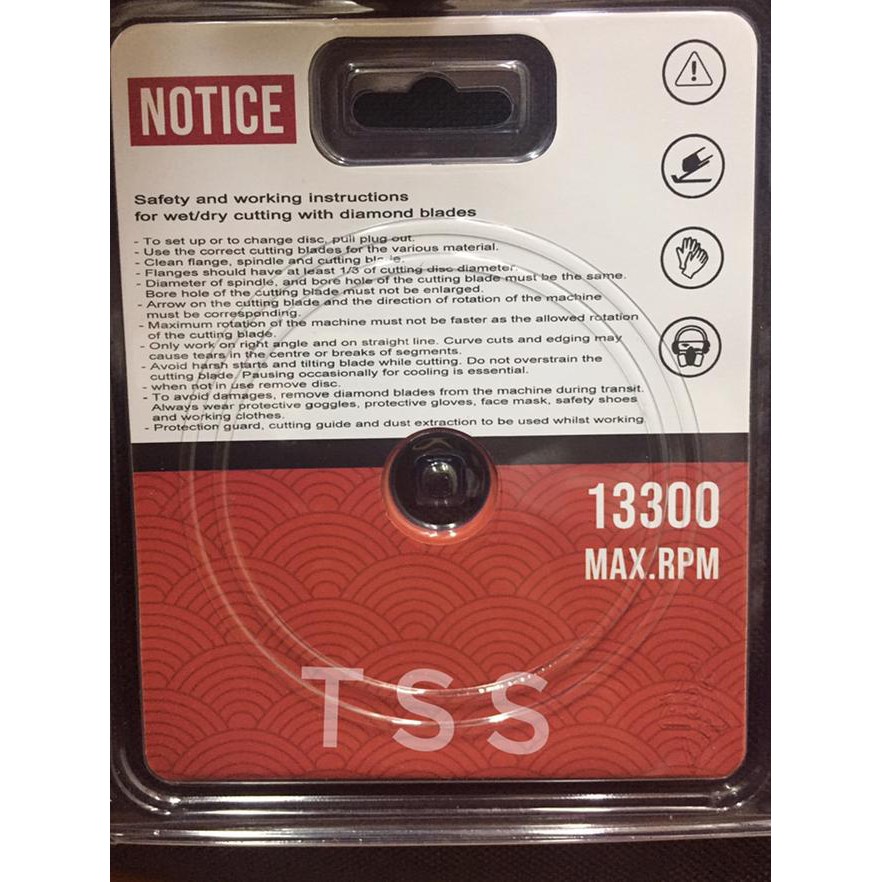 NOTICE
Safety and working instructions
for wet/dry cutting with diamond blades
- To set up or to change disc, pull plug out.
- Use the correct cutting blades for the various material.
- Clean flange, spindle and cutting
- Flanges should have at least 1/3 of cutting disc diameter.
- Diameter of spindle, and bore hole of the cutting blade must be the same.
Bore hole of the cutting blade must not be enlarged.
- Arrow on the cutting blade and the direction of rotation of the machine
must be corresponding.
- Maximum rotation of the machine must not be faster as the allowed rotation
of the cutting blade.
- Only work on right angle and on straight line. Curve cuts and edging may
cause tears in the centre or breaks of segments.
- Avoid harsh starts and tilting blade while cutting. Do not overstrain the
cutting blade. Pausing occasionally for cooling is essential.
- when not in use remove disc.
- To avoid damages, remove diamond blades from the machine during transit.
Always wear protective goggles, protective gloves, face mask, safety shoes
and working clothes.
- Protection guard, cutting guide and dust extraction to be used whilst working
13300
MAX.RPM
TSS